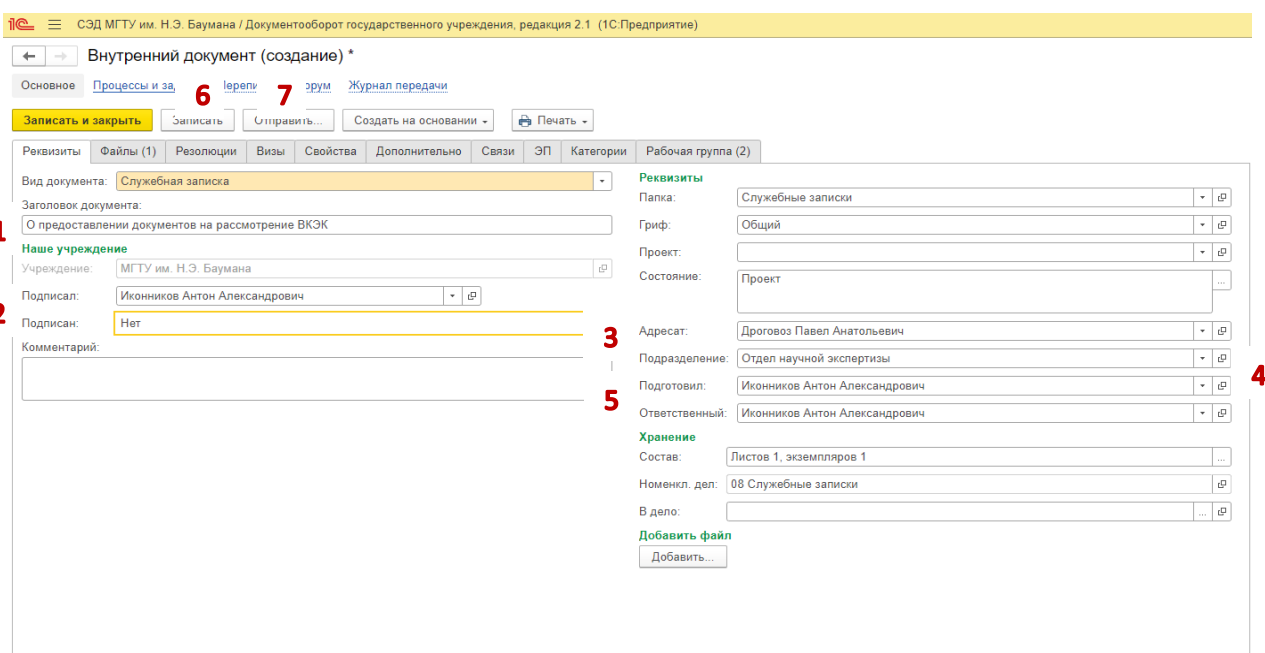 1С СЭД МГТУ им. Н.Э. Баумана / Документооборот государственного учреждения, редакция 2.1 (1С:Предприятие)
Внутренний документ (создание) *
Основное Процессы и Журнал передачи
6 7
Записать и закрыть Записать Отправить... Создать на основании Печать
Реквизиты Файлы (1) Резолюции Визы Свойства Дополнительно Связи ЭП Категории Рабочая группа (2)
Вид документа: Служебная записка
Заголовок документа:
1 О предоставлении документов на рассмотрение ВКЭК
Наше учреждение
Учреждение: МГТУ им. Н.Э. Баумана
Подписал: Иконников Антон Александрович
2
Подписан: Нет
Комментарий:
Реквизиты
Папка: Служебные записки
Гриф: Общий
Проект:
Состояние: Проект
...
3
Адресат: Дроговоз Павел Анатольевич
Подразделение: Отдел научной экспертизы
4
Подготовил: Иконников Антон Александрович
5
Ответственный: Иконников Антон Александрович
Хранение
Состав: Листов 1, экземпляров 1 ...
Номенкл. дел: 08 Служебные записки
В дело: ...
Добавить файл
Добавить...